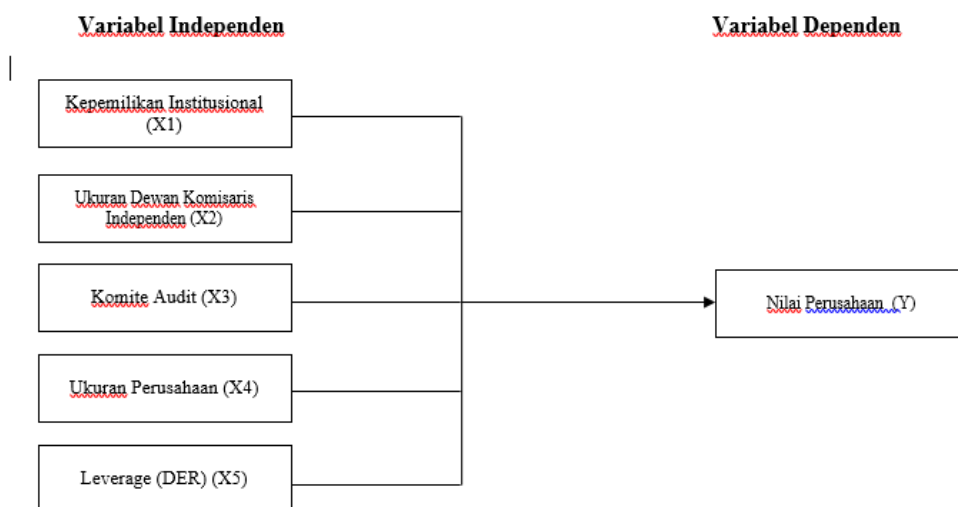 Variabel Independen
Variabel Dependen
Kepemilikan Institusional
(X1)
Ukuran Dewan Komisaris
Independen (X2)
Komite Audit (X3)
Ukuran Perusahaan (X4)
Leverage (DER) (X5)
Nilai Perusahaan (Y)